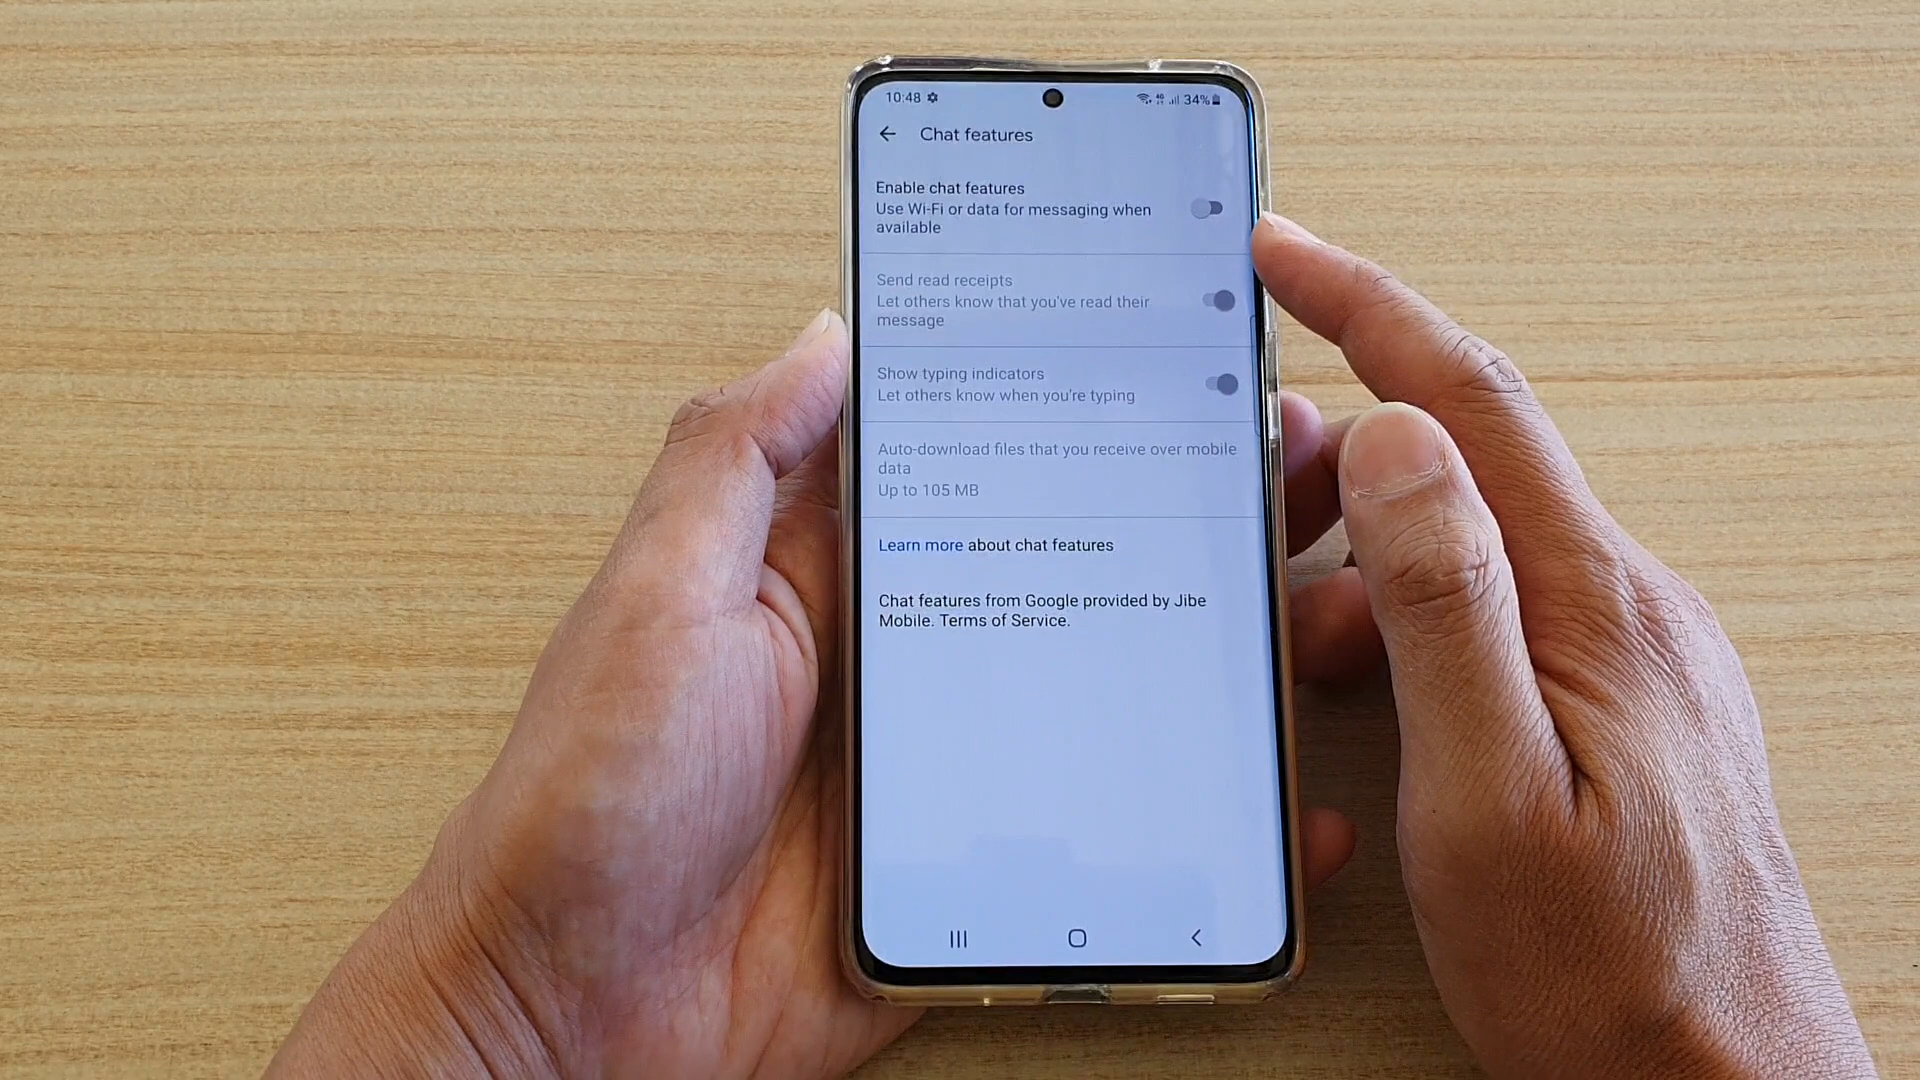 10:48 34%
Chat features
Enable chat features
Use Wi-Fi or data for messaging when
available
Send read receipts
Let others know that you've read their
message
Show typing indicators
Let others know when you're typing
Auto-download files that you receive over mobile
data
Up to 105 MB
Learn more about chat features
Chat features from Google provided by Jibe
Mobile. Terms of Service.